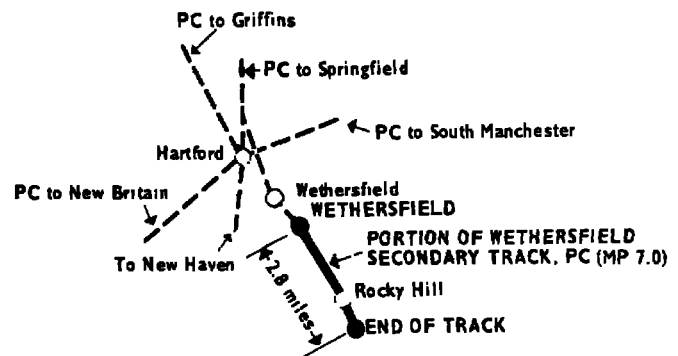 PC to Griffins
PC to Springfield
PC to South Manchester
Hartford
Wethersfield
PC to New Britain
WETHERSFIELD
PORTION OF WETHERSFIELD
SECONDARY TRACK, PC (MP 7.0)
To New Haven
2.8 miles
Rocky Hill
END OF TRACK